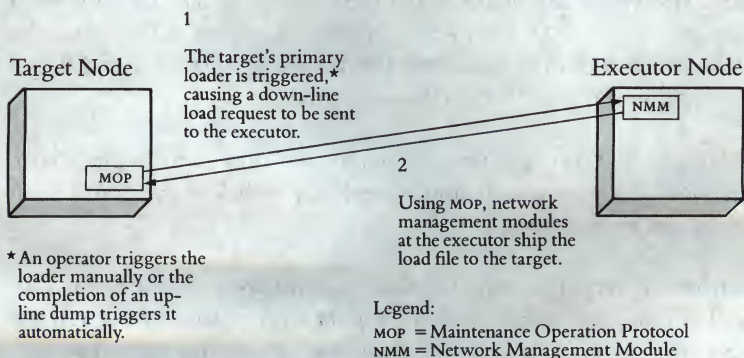 1
The target's primary
loader is triggered,★
causing a down-line
load request to be sent
to the executor.
Target Node
Executor Node
MOP
NMM
2
Using MOP, network
management modules
at the executor ship the
load file to the target.
★ An operator triggers the
loader manually or the
completion of an up-
line dump triggers it
automatically.
Legend:
MOP = Maintenance Operation Protocol
NMM = Network Management Module